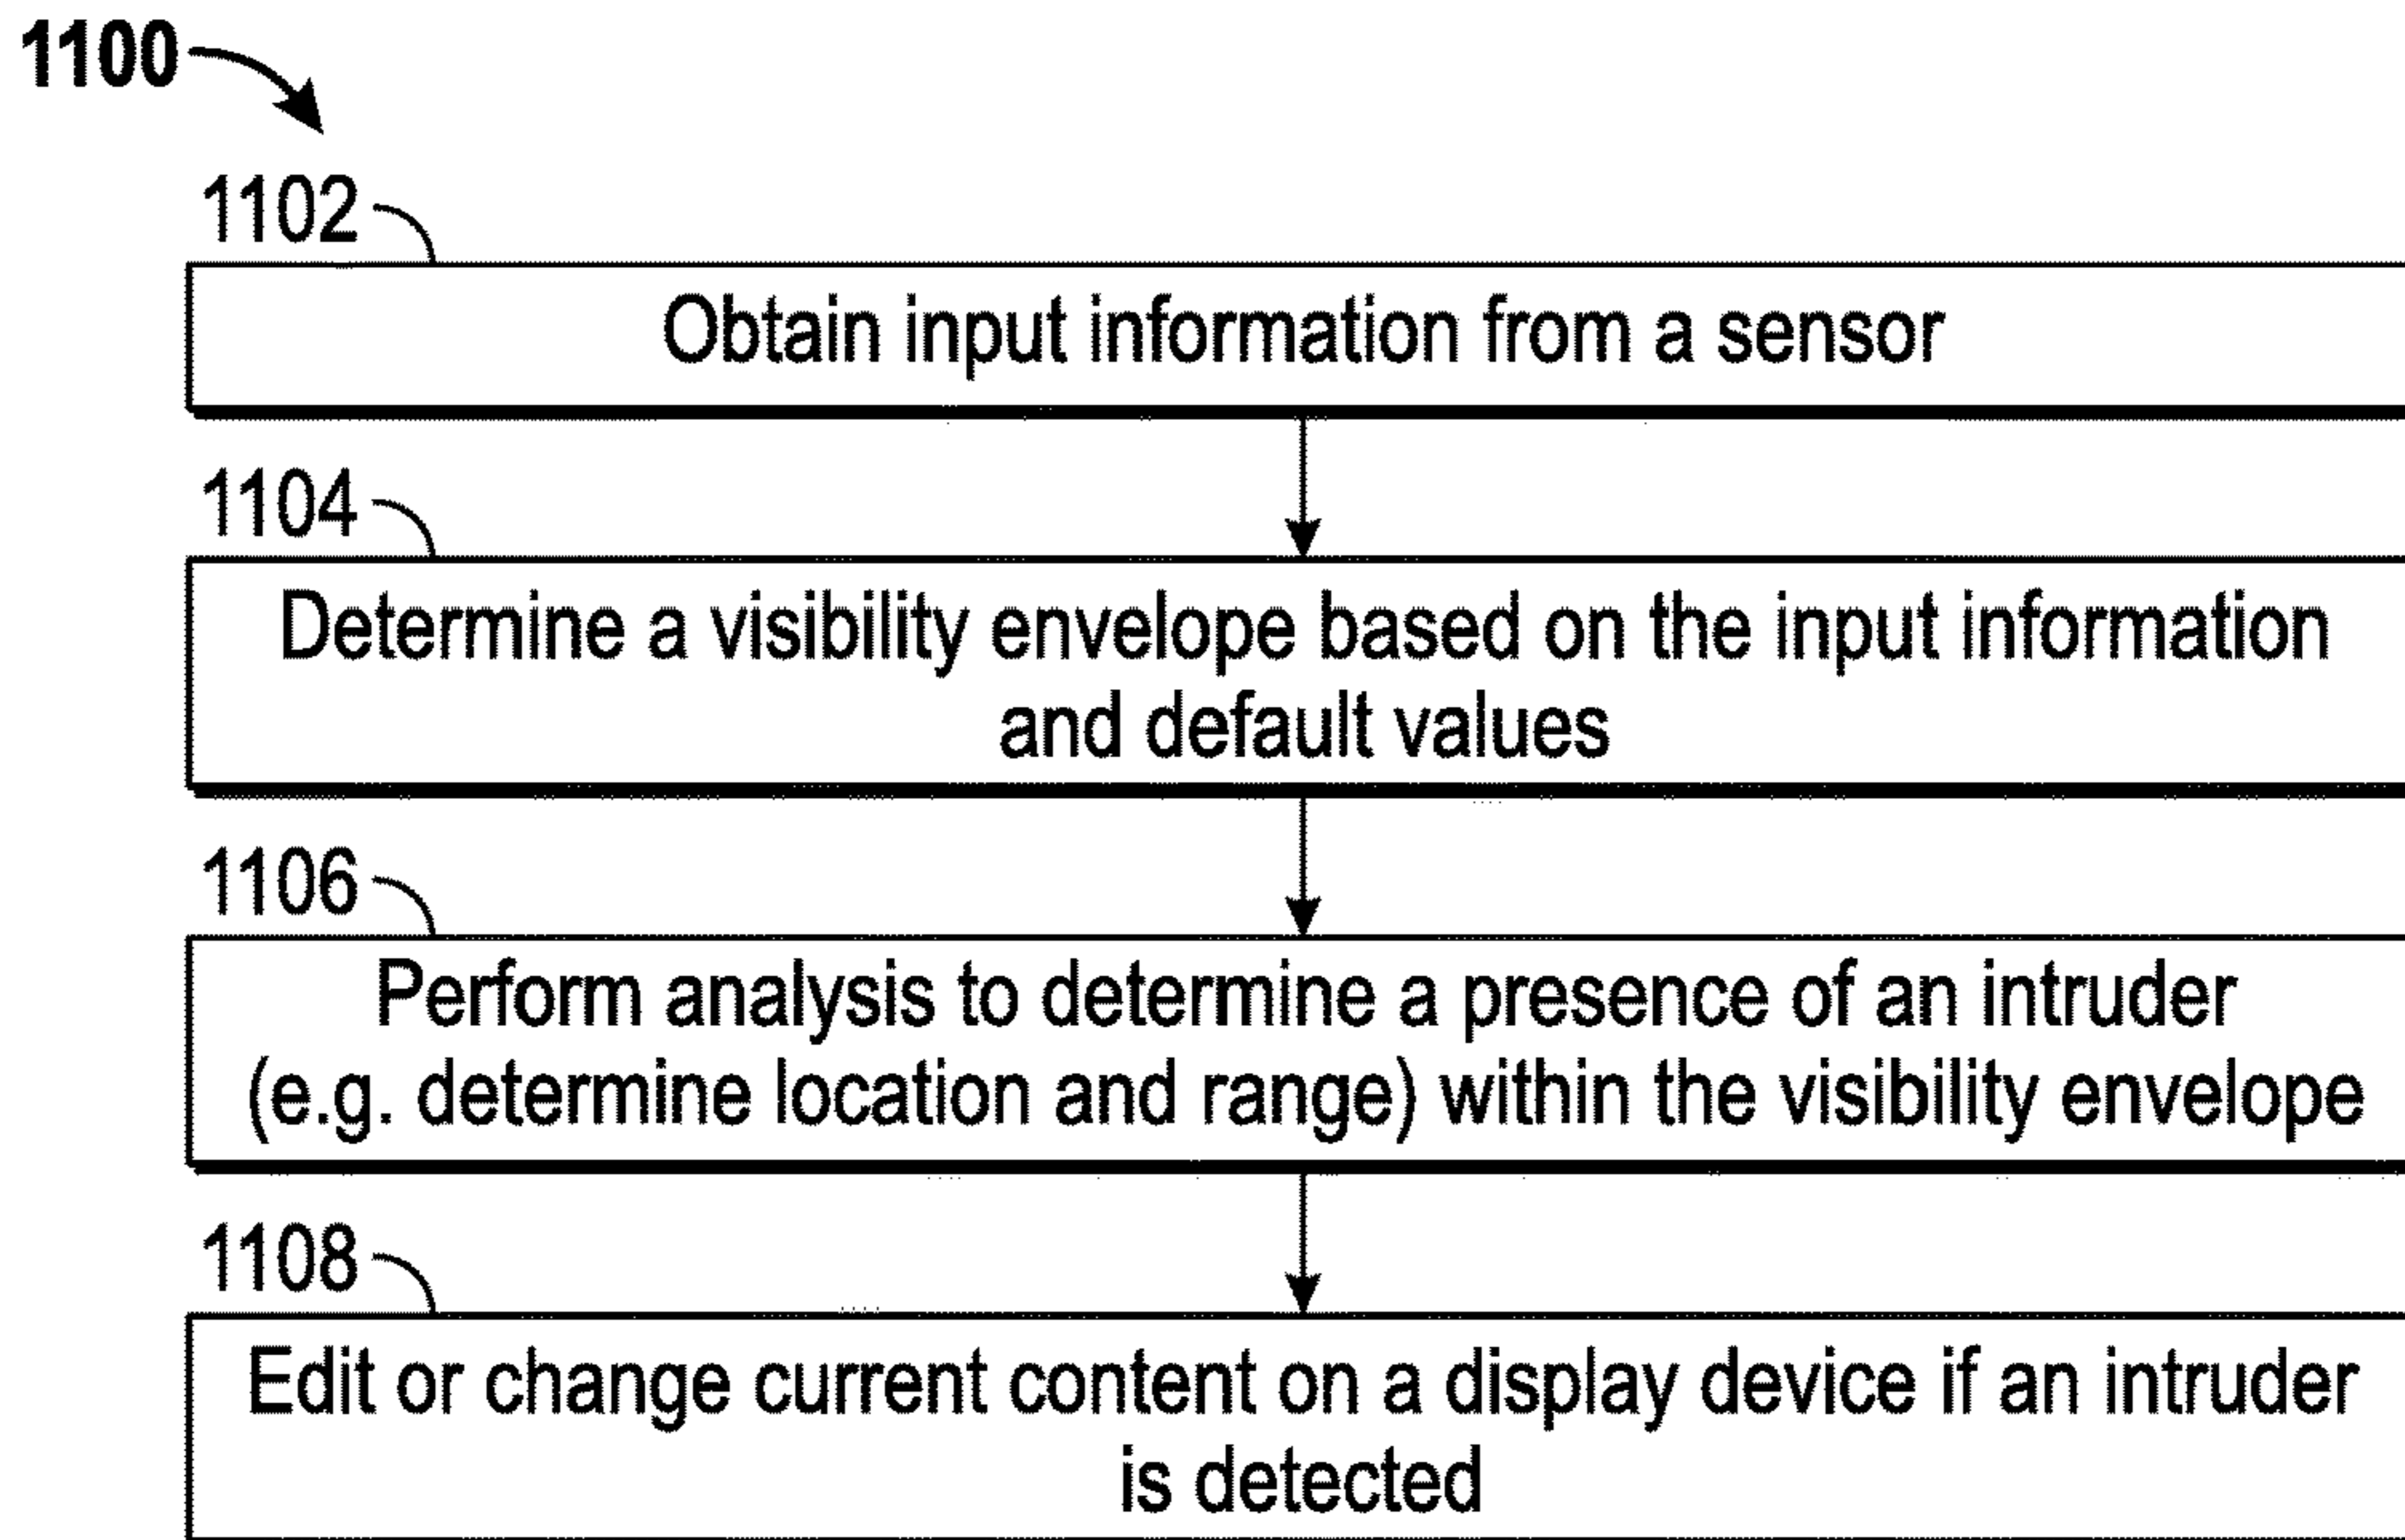 1100
1102
Obtain input information from a sensor
1104
Determine a visibility envelope based on the input information
and default values
1106
Perform analysis to determine a presence of an intruder
(e.g. determine location and range) within the visibility envelope
1108
Edit or change current content on a display device if an intruder
is detected